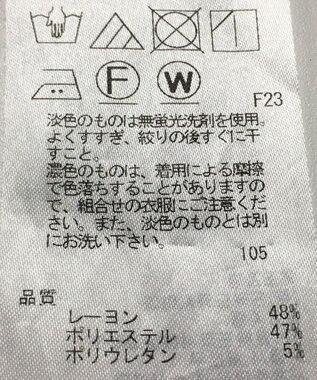 F W
F23
淡色のものは無蛍光洗剤を使用。
よくすすぎ、絞りの後すぐに干
すこと。
濃色のものは、着用による摩擦
で色落ちすることがありますの
で、組合せの衣服にご注意くだ
さい。また、淡色のものとは別
にお洗い下さい。
105
品質
レーヨン 48%
ポリエステル 47%
ポリウレタン 5%